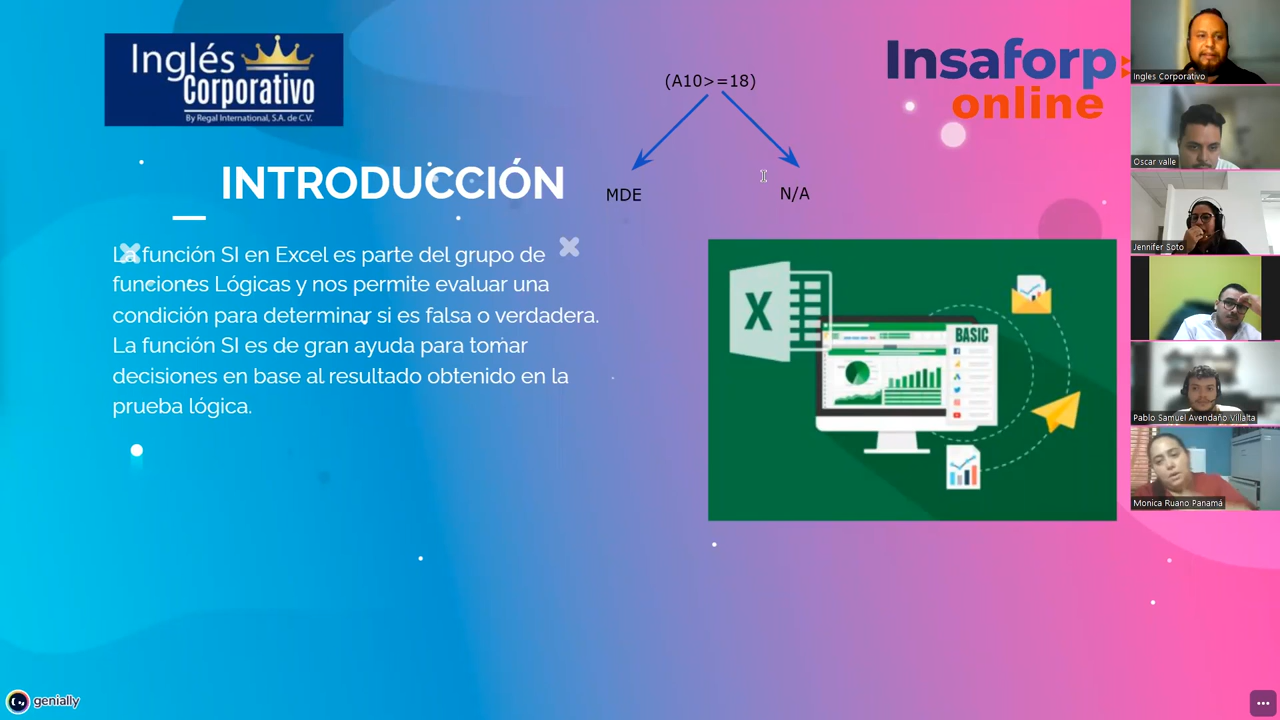 Inglés
Corporativo
By Regal International, S.A. de C.V.
(A10>=18)
MDE
N/A
Insaforp
online
INTRODUCCIÓN
La función SI en Excel es parte del grupo de
funciones Lógicas y nos permite evaluar una
condición para determinar si es falsa o verdadera.
La función SI es de gran ayuda para tomar
decisiones en base al resultado obtenido en la
prueba lógica.
X
BASIC
Ingles Corporativo
Oscar valle
Jennifer Soto
Pablo Samuel Avendaño Villalta
Monica Ruano Panamá
genially